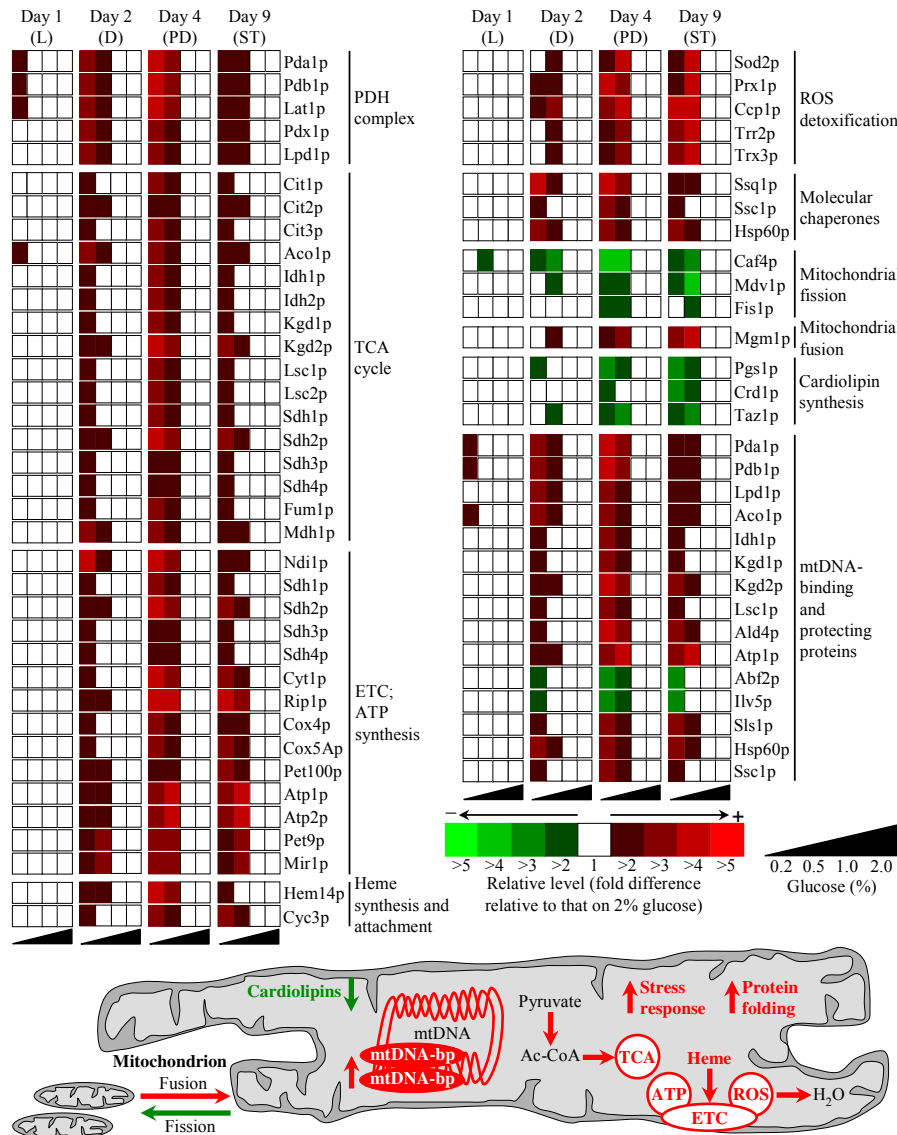 Day 1 Day 2 Day 4 Day 9
(L) (D) (PD) (ST)
Pda1p
Pdb1p
Lat1p
Pdx1p
Lpd1p
PDH
complex
Cit1p
Cit2p
Cit3p
Aco1p
Idh1p
Idh2p
Kgd1p
Kgd2p
Lsc1p
Lsc2p
Sdh1p
Sdh2p
Sdh3p
Sdh4p
Fum1p
Mdh1p
TCA
cycle
Ndi1p
Sdh1p
Sdh2p
Sdh3p
Sdh4p
Cyt1p
Rip1p
Cox4p
Cox5Ap
Pet100p
Atp1p
Atp2p
Pet9p
Mir1p
ETC;
ATP
synthesis
Hem14p
Cyc3p
Heme
synthesis and
attachment
Day 1 Day 2 Day 4 Day 9
(L) (D) (PD) (ST)
Sod2p
Prx1p
Ccp1p
Trr2p
Trx3p
ROS
detoxification
Ssq1p
Ssc1p
Hsp60p
Molecular
chaperones
Caf4p
Mdv1p
Fis1p
Mitochondrial
fission
Mgm1p
Mitochondrial
fusion
Pgs1p
Crd1p
Taz1p
Cardiolipin
synthesis
Pda1p
Pdb1p
Lpd1p
Aco1p
Idh1p
Kgd1p
Kgd2p
Lsc1p
Ald4p
Atp1p
Abf2p
Ilv5p
Sls1p
Hsp60p
Ssc1p
mtDNA-
binding
and
protecting
proteins
− +
>5 >4 >3 >2 1 >2 >3 >4 >5
Relative level (fold difference
relative to that on 2% glucose)
0.2 0.5 1.0 2.0
Glucose (%)
Cardiolipins
mtDNA
mtDNA-bp
mtDNA-bp
Pyruvate
Ac-CoA
TCA
Stress
response
Protein
folding
Heme
ATP
ETC
ROS
H₂O
Mitochondrion
Fusion
Fission